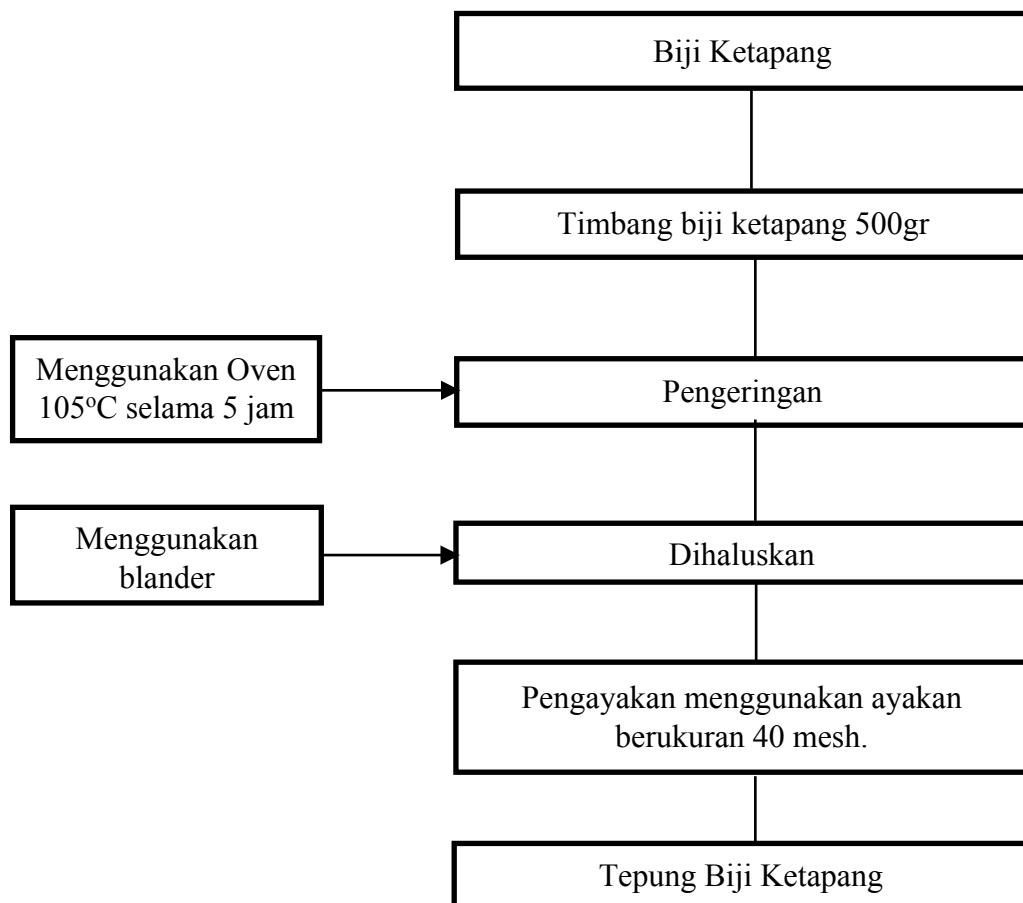 Biji Ketapang
Timbang biji ketapang 500gr
Menggunakan Oven
105°C selama 5 jam
Pengeringan
Menggunakan
blander
Dihaluskan
Pengayakan menggunakan ayakan
berukuran 40 mesh.
Tepung Biji Ketapang